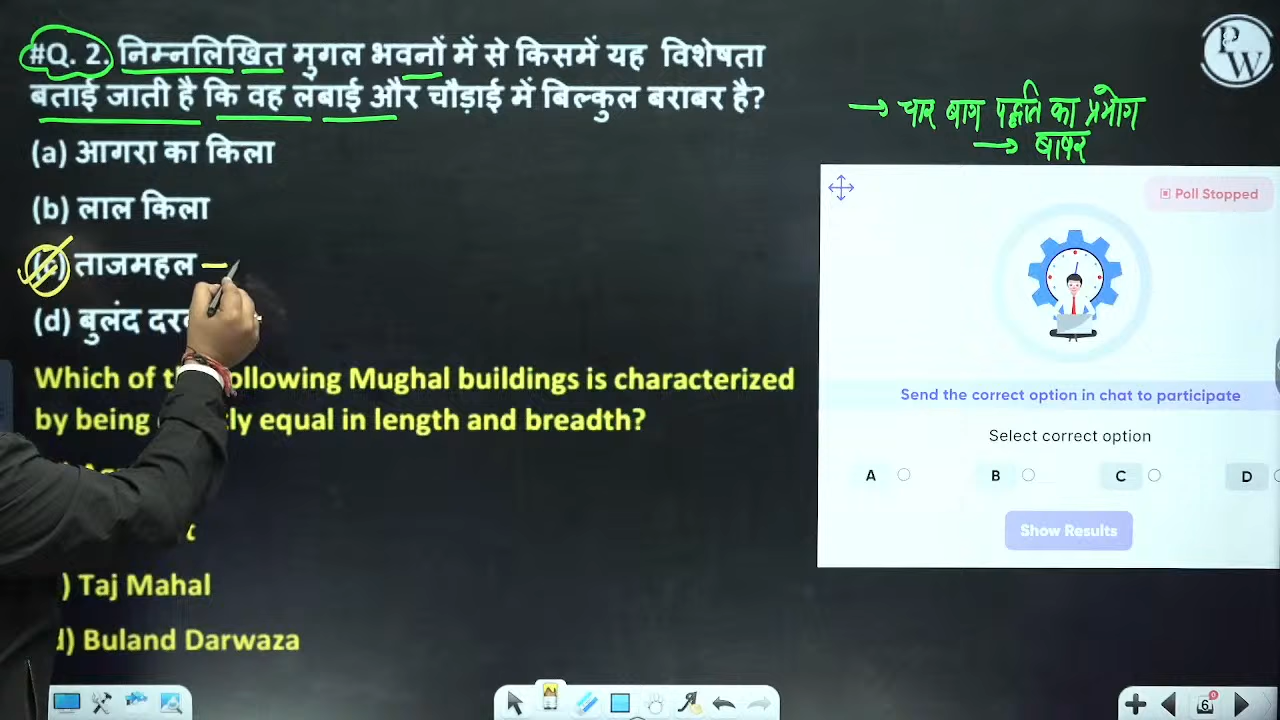 #Q. 2. निम्नलिखित मुगल भवनों में से किसमें यह विशेषता
बताई जाती है कि वह लंबाई और चौड़ाई में बिल्कुल बराबर है?
(a) आगरा का किला
(b) लाल किला
(c) ताजमहल
(d) बुलंद
Which of following Mughal buildings is characterized
by being equal in length and breadth?
) Taj Mahal
d) Buland Darwaza
P
W
→ चार बाग पद्धति का प्रयोग
→ बाबर
Poll Stopped
Send the correct option in chat to participate
Select correct option
A B C D
Show Results
6